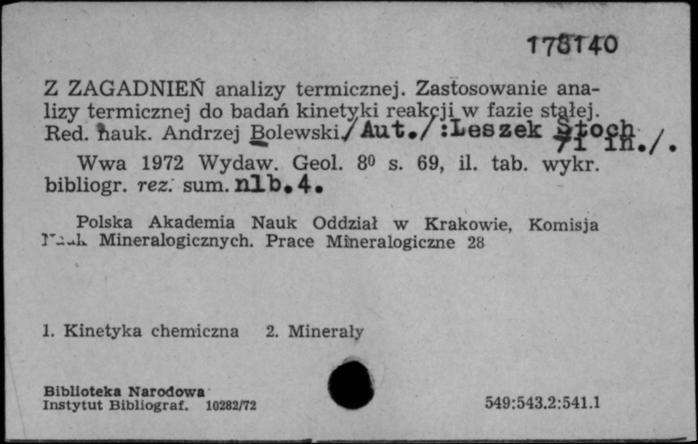 178140
Z ZAGADNIEŃ analizy termicznej. Zastosowanie ana-
lizy termicznej do badań kinetyki reakcji w fazie stałej.
Red. nauk. Andrzej Bolewski/Aut./:Leszek Stoch
/i in./.
Wwa 1972 Wydaw. Geol. 8⁰ s. 69, il. tab. wykr.
bibliogr. rez. sum. nlb.4.
Polska Akademia Nauk Oddział w Krakowie, Komisja
Nauk Mineralogicznych. Prace Mineralogiczne 28
1. Kinetyka chemiczna 2. Minerały
Biblioteka Narodowa
Instytut Bibliograf. 10282/72
549:543.2:541.1